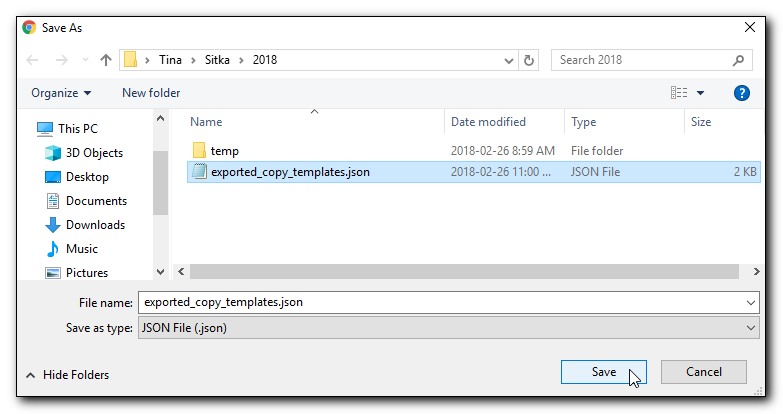 Save As
Tina Sitka 2018
Search 2018
Organize New folder
?
Name Date modified Type Size
This PC
3D Objects
Desktop
Documents
Downloads
Music
Pictures
temp 2018-02-26 8:59 AM File folder
exported_copy_templates.json 2018-02-26 11:00 ... JSON File 2 KB
File name: exported_copy_templates.json
Save as type: JSON File (.json)
Hide Folders Save Cancel